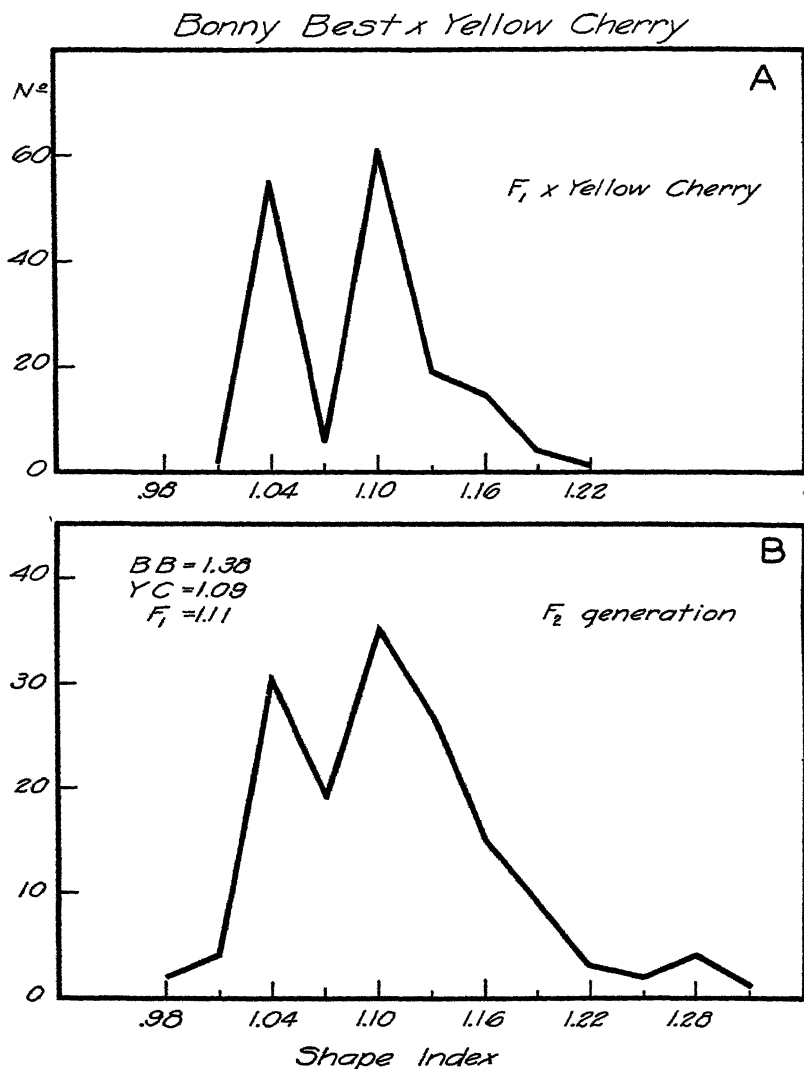 Bonny Best x Yellow Cherry
A
Nº
60
40
20
0
F₁ x Yellow Cherry
.98 1.04 1.10 1.16 1.22
B
BB=1.38
YC=1.09
F₁=1.11
F₂ generation
40
30
20
10
0
.98 1.04 1.10 1.16 1.22 1.28
Shape Index